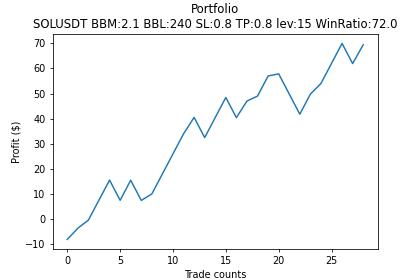 Portfolio
SOLUSDT BBM:2.1 BBL:240 SL:0.8 TP:0.8 lev:15 WinRatio:72.0
70
60
50
40
30
20
10
0
−10
Profit ($)
0 5 10 15 20 25
Trade counts